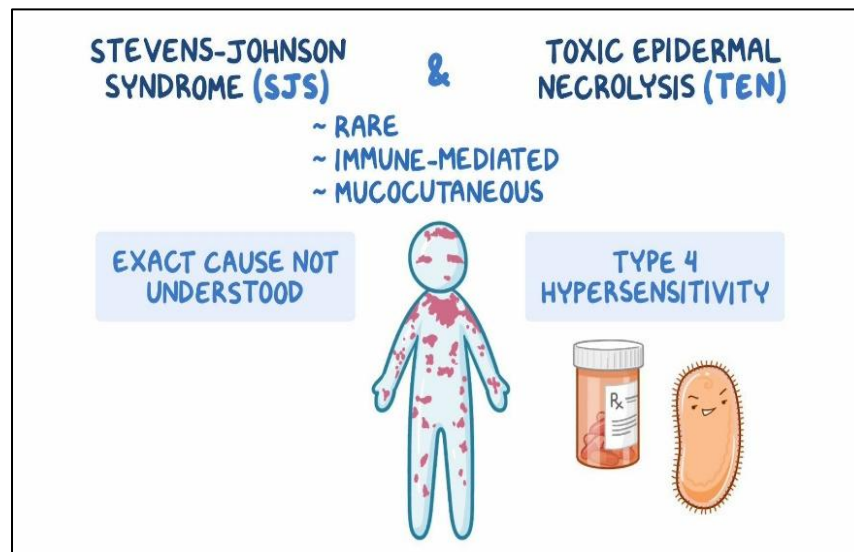 STEVENS-JOHNSON
SYNDROME (SJS)
&
TOXIC EPIDERMAL
NECROLYSIS (TEN)
~ RARE
~ IMMUNE-MEDIATED
~ MUCOCUTANEOUS
EXACT CAUSE NOT
UNDERSTOOD
TYPE 4
HYPERSENSITIVITY
Rx